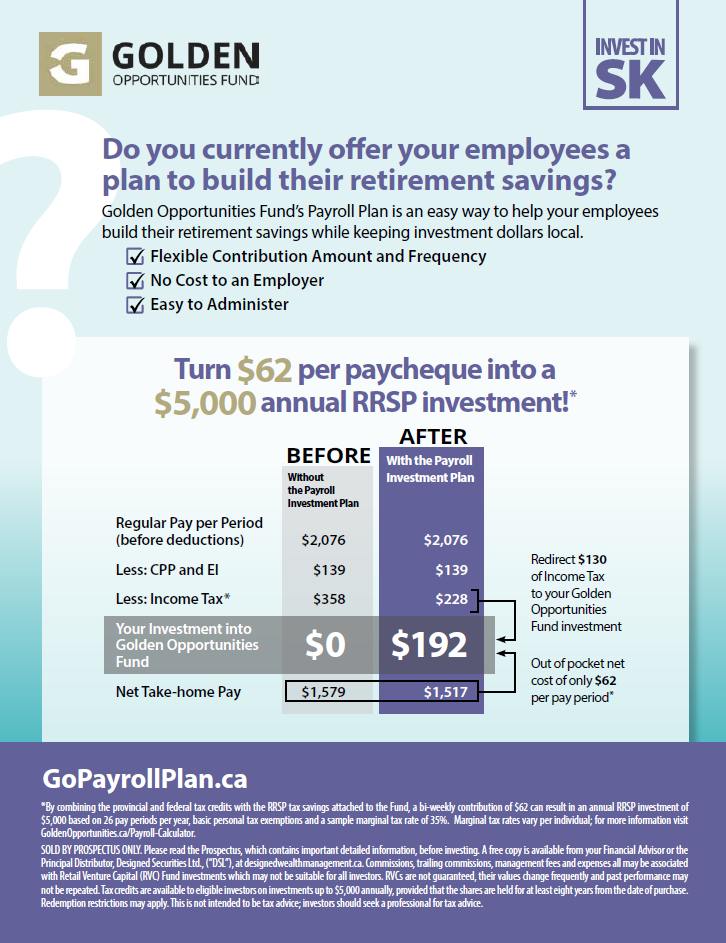 GOLDEN
OPPORTUNITIES FUND
INVEST IN
SK
Do you currently offer your employees a
plan to build their retirement savings?
Golden Opportunities Fund's Payroll Plan is an easy way to help your employees
build their retirement savings while keeping investment dollars local.
Flexible Contribution Amount and Frequency
No Cost to an Employer
Easy to Administer
Turn $62 per paycheque into a
$5,000 annual RRSP investment!*
BEFORE
AFTER
Without
the Payroll
Investment Plan
With the Payroll
Investment Plan
Regular Pay per Period
(before deductions) $2,076 $2,076
Less: CPP and EI $139 $139
Less: Income Tax* $358 $228
Your Investment into
Golden Opportunities
Fund
$0 $192
Net Take-home Pay $1,579 $1,517
Redirect $130
of Income Tax
to your Golden
Opportunities
Fund investment
Out of pocket net
cost of only $62
per pay period*
GoPayrollPlan.ca
*By combining the provincial and federal tax credits with the RRSP tax savings attached to the Fund, a bi-weekly contribution of $62 can result in an annual RRSP investment of
$5,000 based on 26 pay periods per year, basic personal tax exemptions and a sample marginal tax rate of 35%. Marginal tax rates vary per individual; for more information visit
GoldenOpportunities.ca/Payroll-Calculator.
SOLD BY PROSPECTUS ONLY. Please read the Prospectus, which contains important detailed information, before investing. A free copy is available from your Financial Advisor or the
Principal Distributor, Designed Securities Ltd., ("DSL"), at designedwealthmanagement.ca. Commissions, trailing commissions, management fees and expenses all may be associated
with Retail Venture Capital (RVC) Fund investments which may not be suitable for all investors. RVCs are not guaranteed, their values change frequently and past performance may
not be repeated. Tax credits are available to eligible investors on investments up to $5,000 annually, provided that the shares are held for at least eight years from the date of purchase.
Redemption restrictions may apply. This is not intended to be tax advice; investors should seek a professional for tax advice.